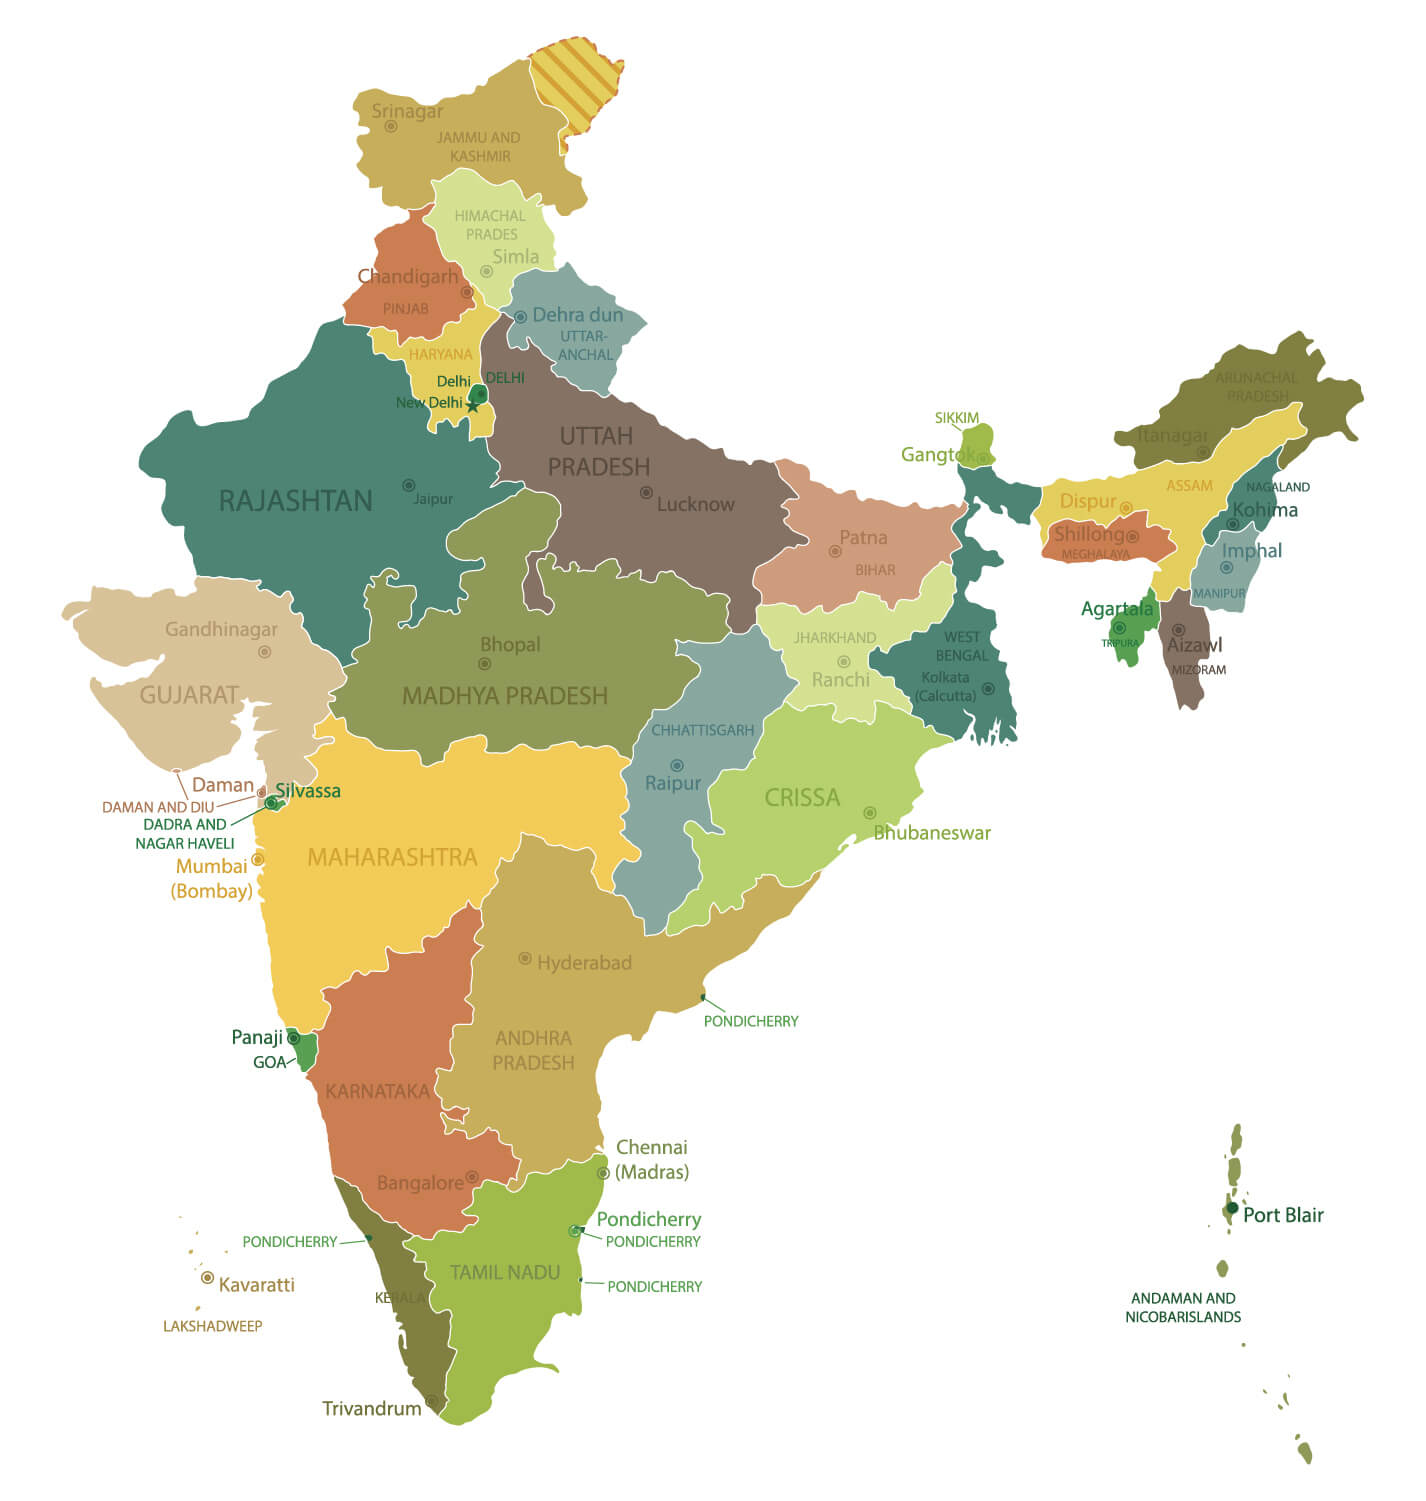 Srinagar
JAMMU AND
KASHMIR
HIMACHAL
PRADES
Simla
Chandigarh
PINJAB
Dehra dun
UTTAR-
ANCHAL
HARYANA
Delhi
DELHI
New Delhi
UTTAH
PRADESH
Lucknow
RAJASHTAN
Jaipur
SIKKIM
Gangtok
ARUNACHAL
PRADESH
Itanagar
ASSAM
Dispur
NAGALAND
Kohima
Shillong
MEGHALAYA
Imphal
MANIPUR
Agartala
TRIPURA
Aizawl
MIZORAM
Patna
BIHAR
JHARKHAND
Ranchi
WEST
BENGAL
Kolkata
(Calcutta)
Gandhinagar
GUJARAT
Bhopal
MADHYA PRADESH
CHHATTISGARH
Raipur
CRISSA
Bhubaneswar
Daman
DAMAN AND DIU
Silvassa
DADRA AND
NAGAR HAVELI
Mumbai
(Bombay)
MAHARASHTRA
Hyderabad
ANDHRA
PRADESH
PONDICHERRY
Panaji
GOA
KARNATAKA
Bangalore
Chennai
(Madras)
Pondicherry
PONDICHERRY
PONDICHERRY
PONDICHERRY
TAMIL NADU
KERALA
Trivandrum
Kavaratti
LAKSHADWEEP
Port Blair
ANDAMAN AND
NICOBARISLANDS